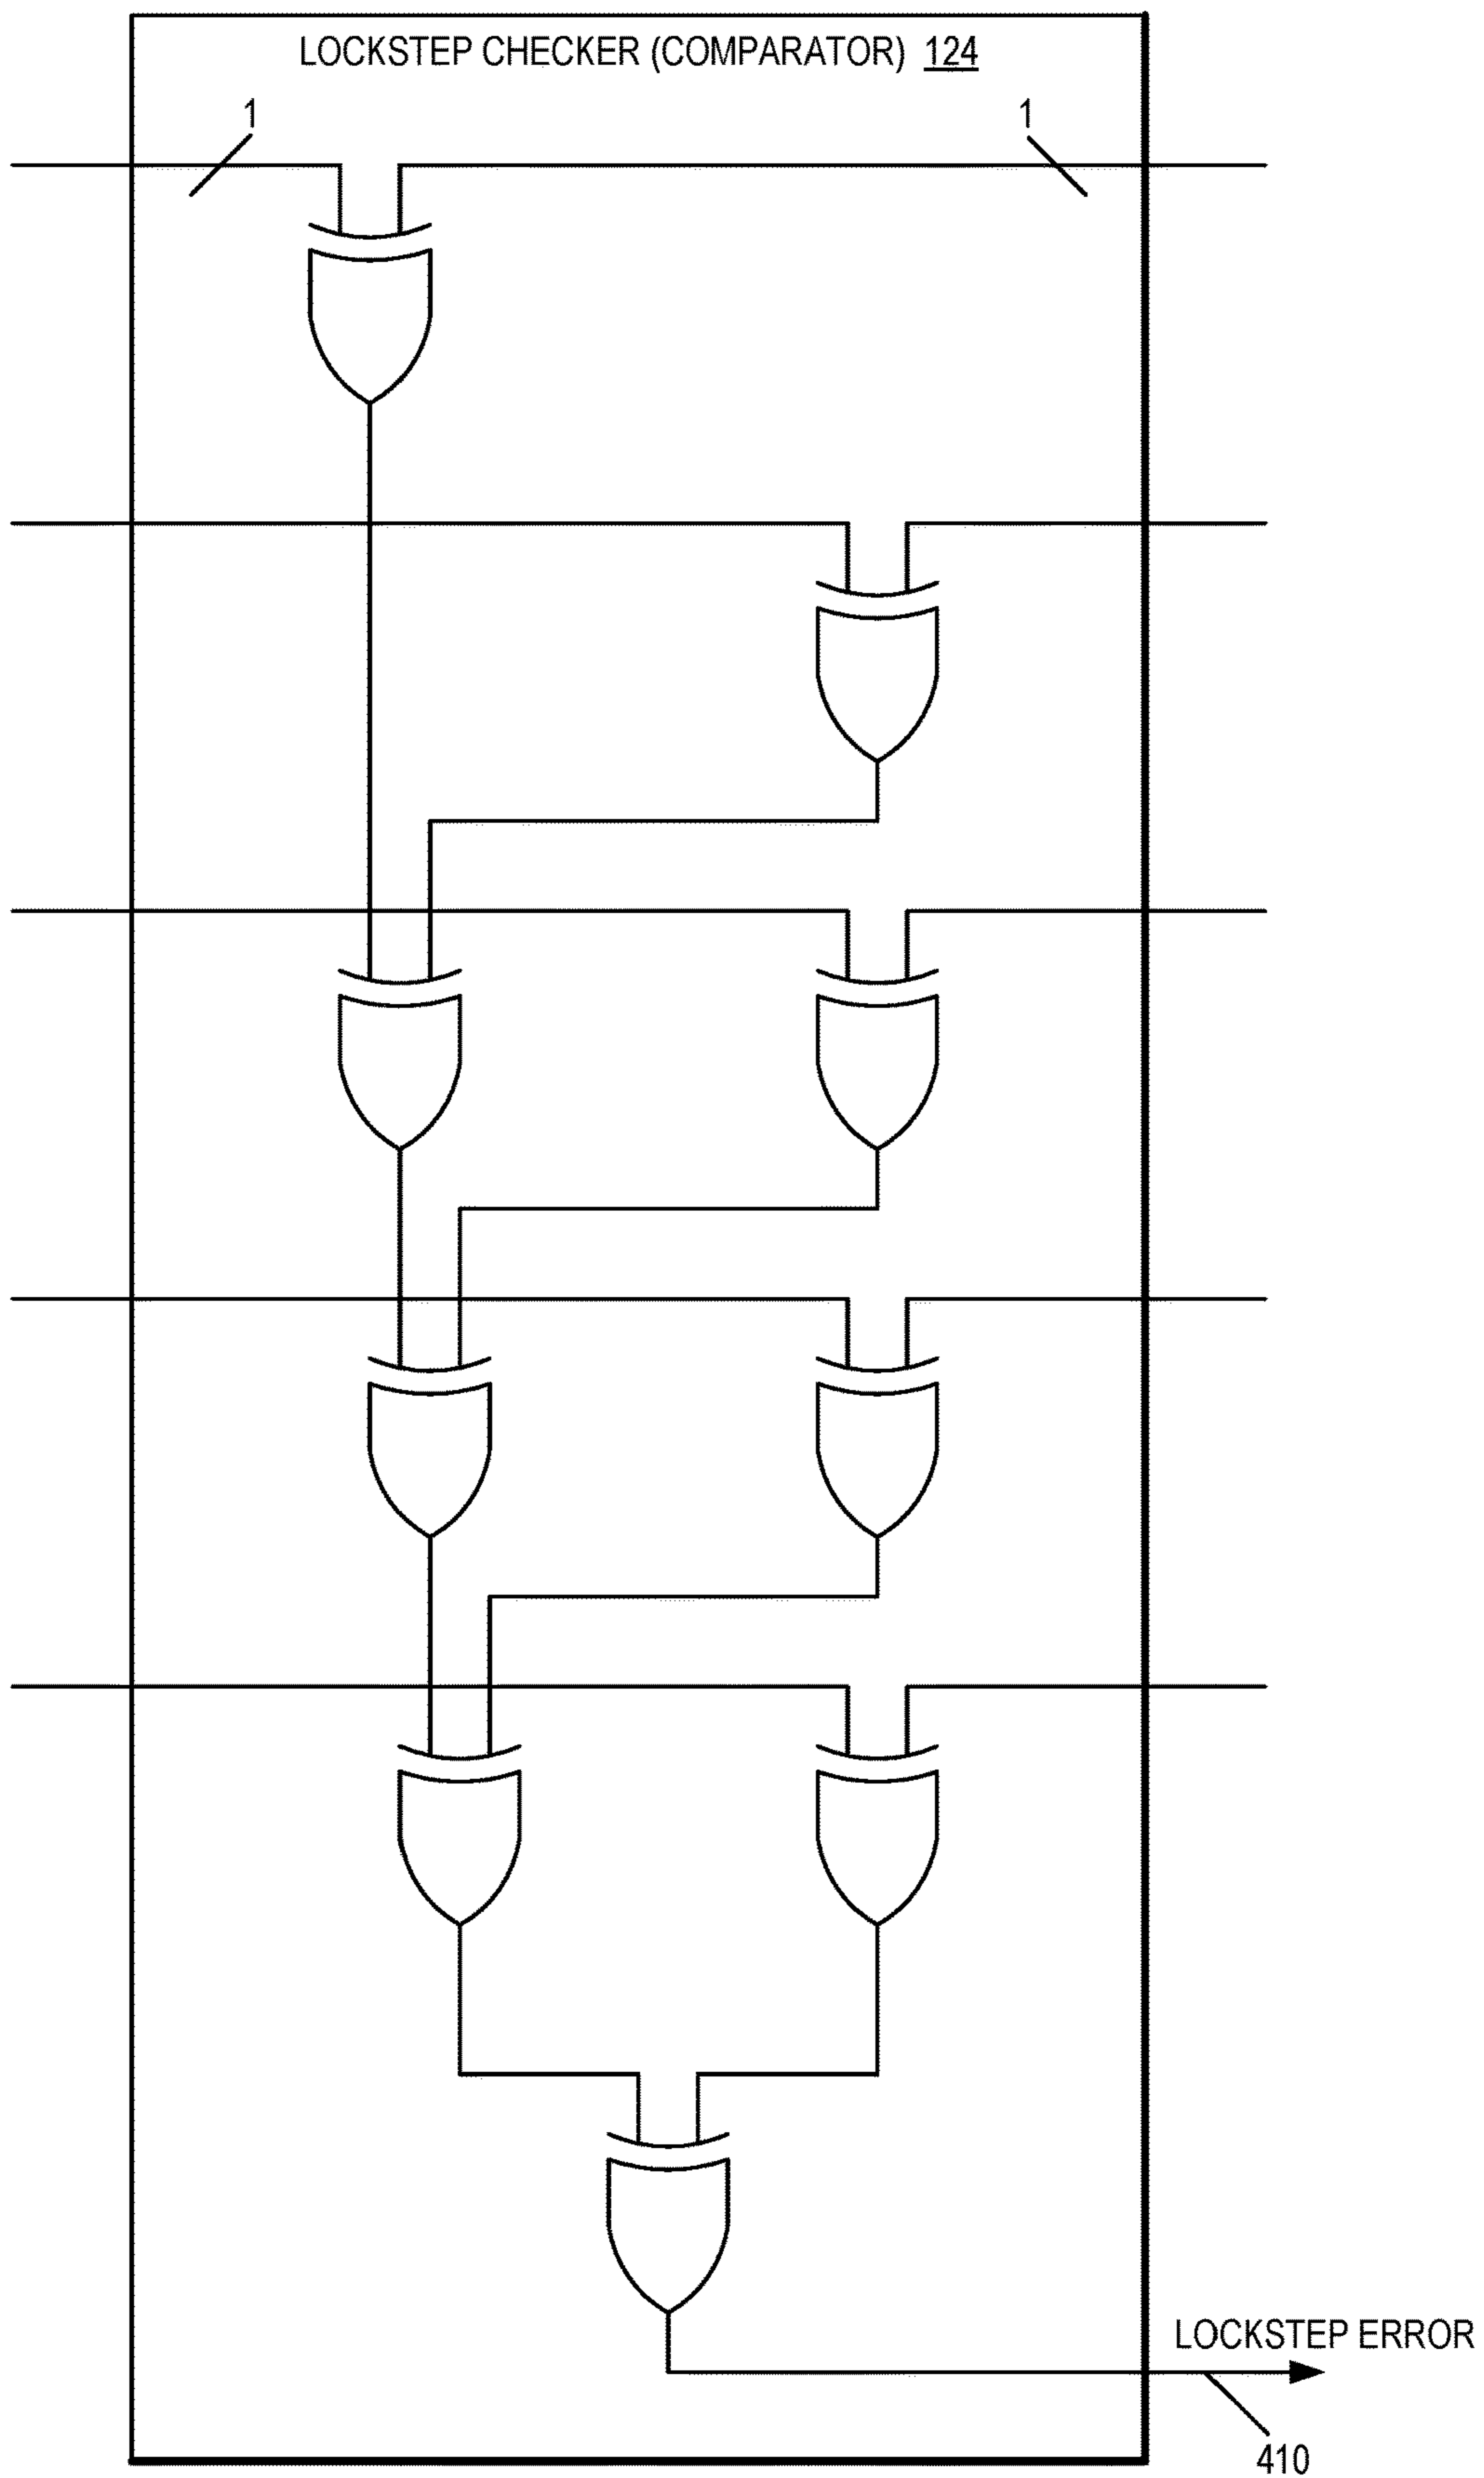 LOCKSTEP CHECKER (COMPARATOR) 124
1 1
LOCKSTEP ERROR
410